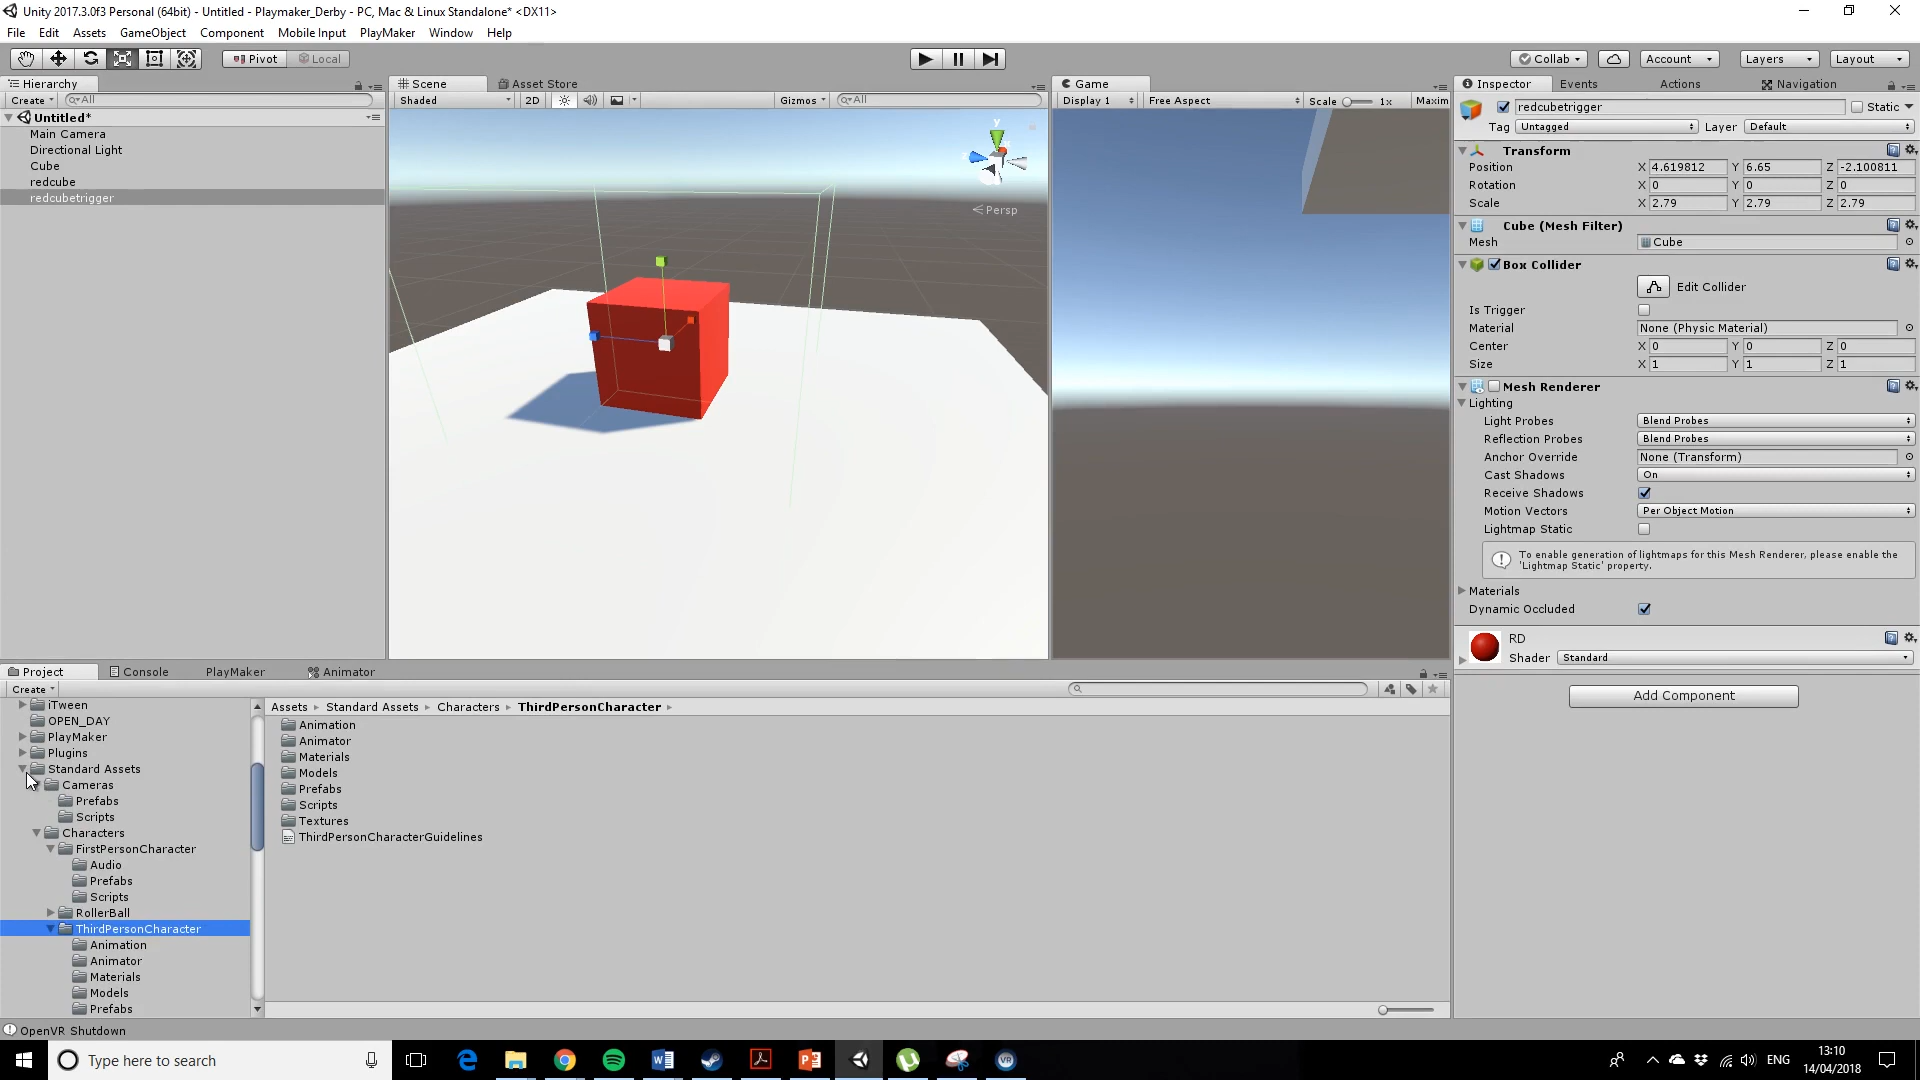 Unity 2017.3.0f3 Personal (64bit) - Untitled - Playmaker_Derby - PC, Mac & Linux Standalone* <DX11>
File Edit Assets GameObject Component Mobile Input PlayMaker Window Help
Pivot Local Collab Account Layers Layout
Hierarchy
Create All
Untitled*
Main Camera
Directional Light
Cube
redcube
redcubetrigger
Scene Asset Store
Shaded 2D Gizmos All
y
Persp
Game
Display 1 Free Aspect Scale 1x Maxim
Inspector Events Actions Navigation
redcubetrigger Static
Tag Untagged Layer Default
Transform
Position X 4.619812 Y 6.65 Z -2.100811
Rotation X 0 Y 0 Z 0
Scale X 2.79 Y 2.79 Z 2.79
Cube (Mesh Filter)
Mesh Cube
Box Collider
Edit Collider
Is Trigger
Material None (Physic Material)
Center X 0 Y 0 Z 0
Size X 1 Y 1 Z 1
Mesh Renderer
Lighting
Light Probes Blend Probes
Reflection Probes Blend Probes
Anchor Override None (Transform)
Cast Shadows On
Receive Shadows
Motion Vectors Per Object Motion
Lightmap Static
To enable generation of lightmaps for this Mesh Renderer, please enable the
'Lightmap Static' property.
Materials
Dynamic Occluded
RD
Shader Standard
Add Component
Project Console PlayMaker Animator
Create
iTween
OPEN_DAY
PlayMaker
Plugins
Standard Assets
Cameras
Prefabs
Scripts
Characters
FirstPersonCharacter
Audio
Prefabs
Scripts
RollerBall
ThirdPersonCharacter
Animation
Animator
Materials
Models
Prefabs
Assets Standard Assets Characters ThirdPersonCharacter
Animation
Animator
Materials
Models
Prefabs
Scripts
Textures
ThirdPersonCharacterGuidelines
OpenVR Shutdown
Type here to search
ENG
13:10
14/04/2018